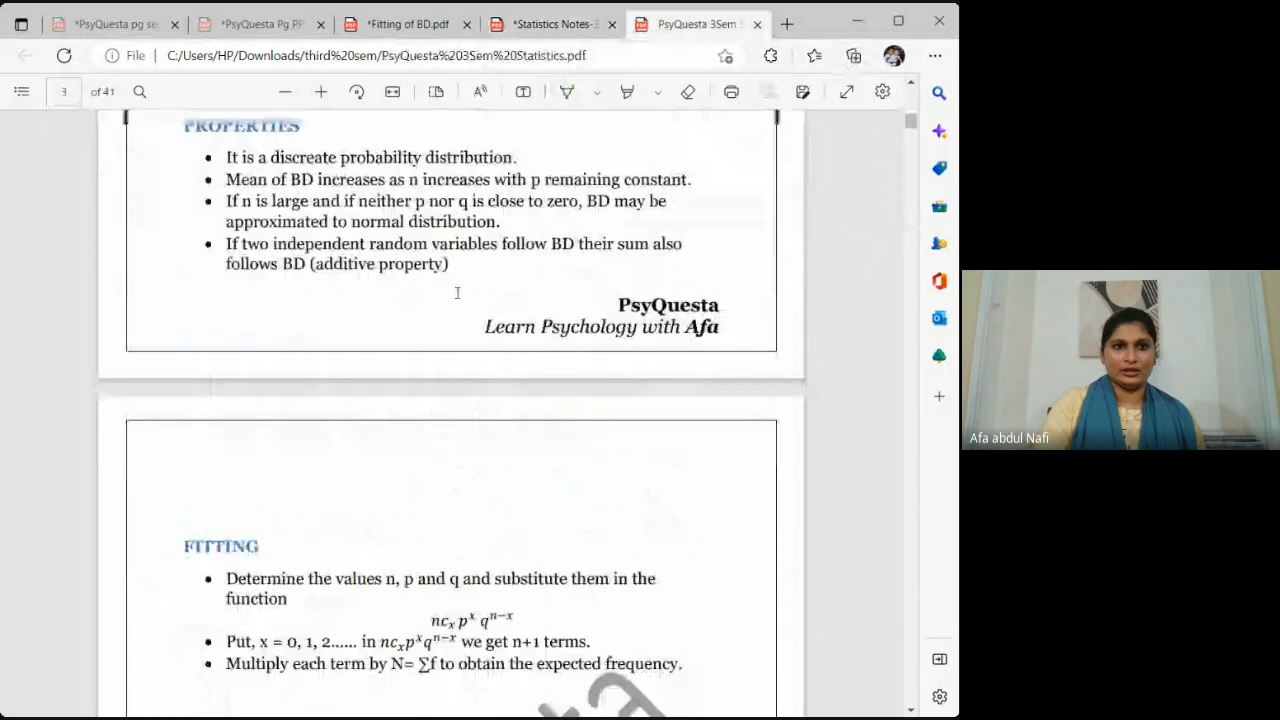 *PsyQuesta pg se
*PsyQuesta Pg PP
*Fitting of BD.pdf
*Statistics Notes-3
PsyQuesta 3Sem S
File
C:/Users/HP/Downloads/third%20sem/PsyQuesta%203Sem%20Statistics.pdf
3 of 41
PROPERTIES
• It is a discreate probability distribution.
• Mean of BD increases as n increases with p remaining constant.
• If n is large and if neither p nor q is close to zero, BD may be
approximated to normal distribution.
• If two independent random variables follow BD their sum also
follows BD (additive property)
PsyQuesta
Learn Psychology with Afa
FITTING
• Determine the values n, p and q and substitute them in the
function
ncₓ pˣ qⁿ⁻ˣ
• Put, x = 0, 1, 2...... in ncₓpˣqⁿ⁻ˣ we get n+1 terms.
• Multiply each term by N= ∑f to obtain the expected frequency.
Afa abdul Nafi